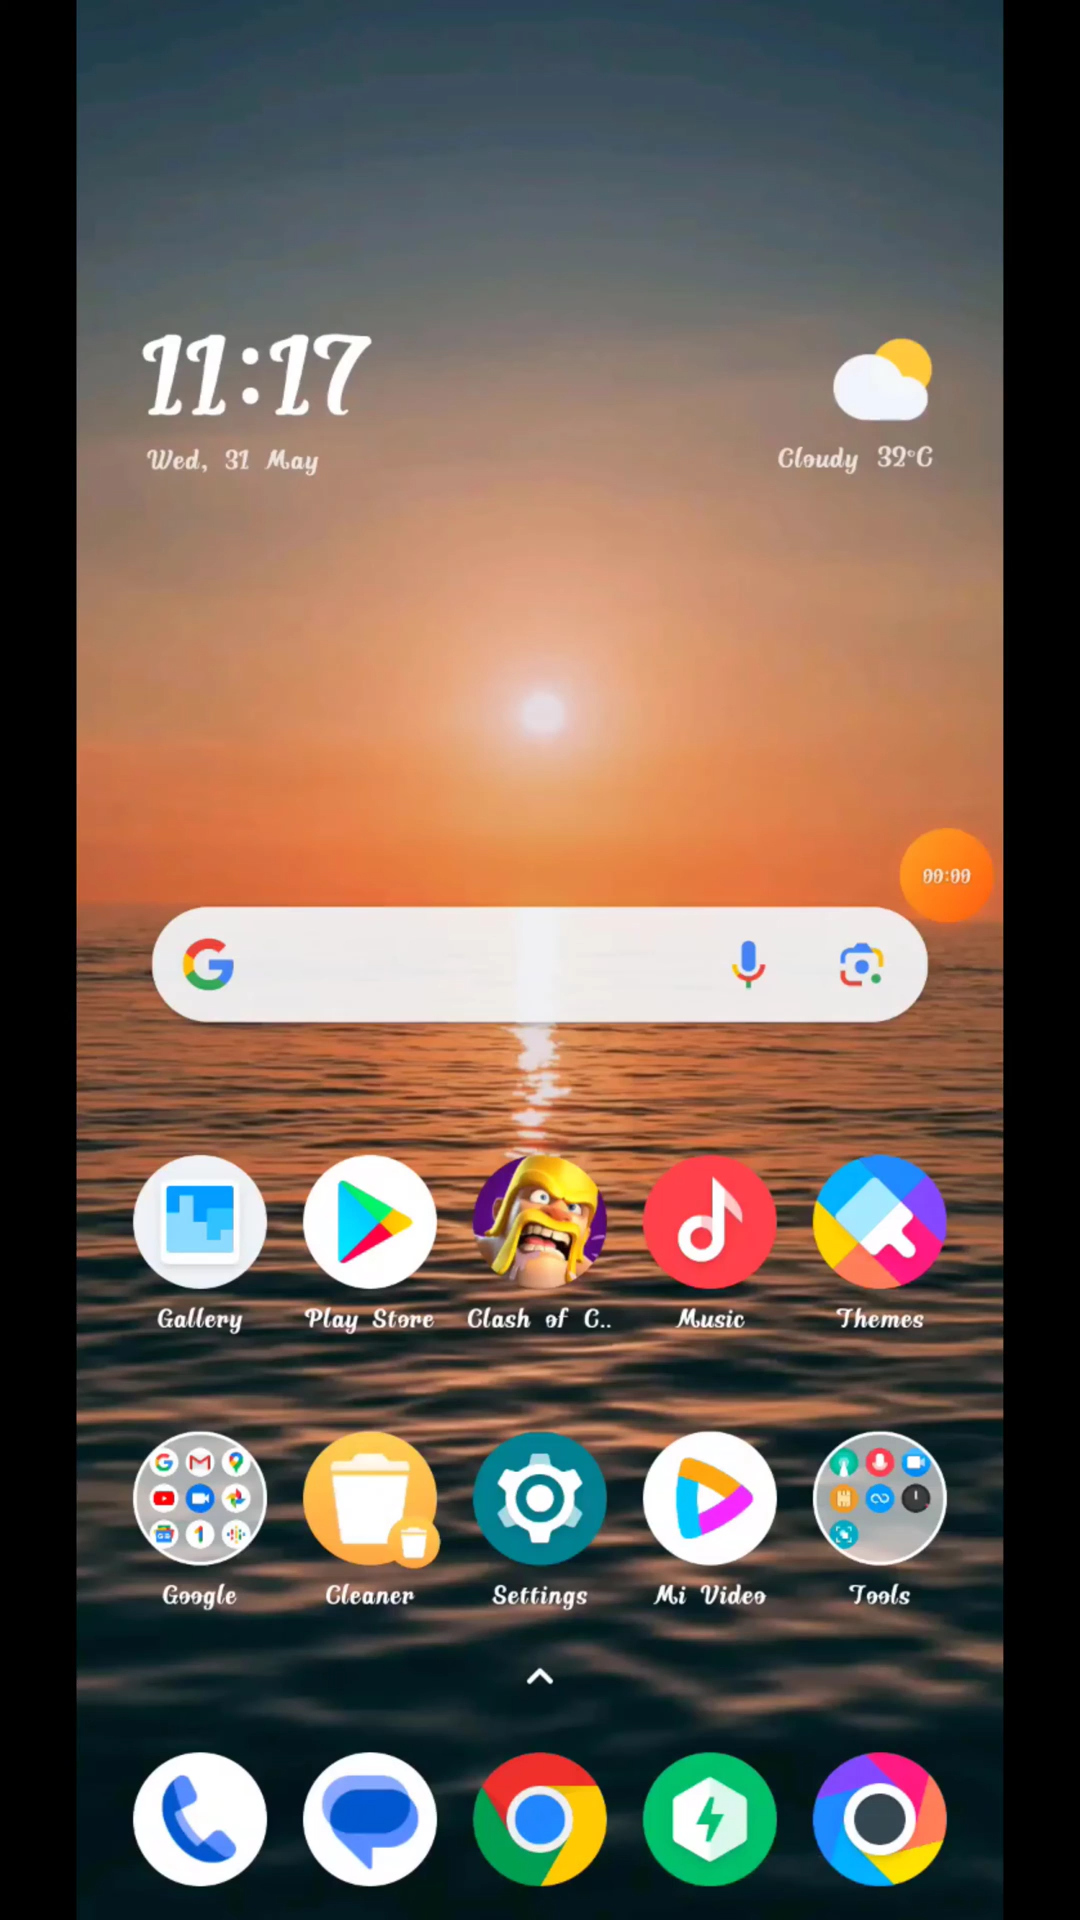 11:17
Wed, 31 May
Cloudy 32°C
00:00
Gallery
Play Store
Clash of C..
Music
Themes
Google
Cleaner
Settings
Mi Video
Tools